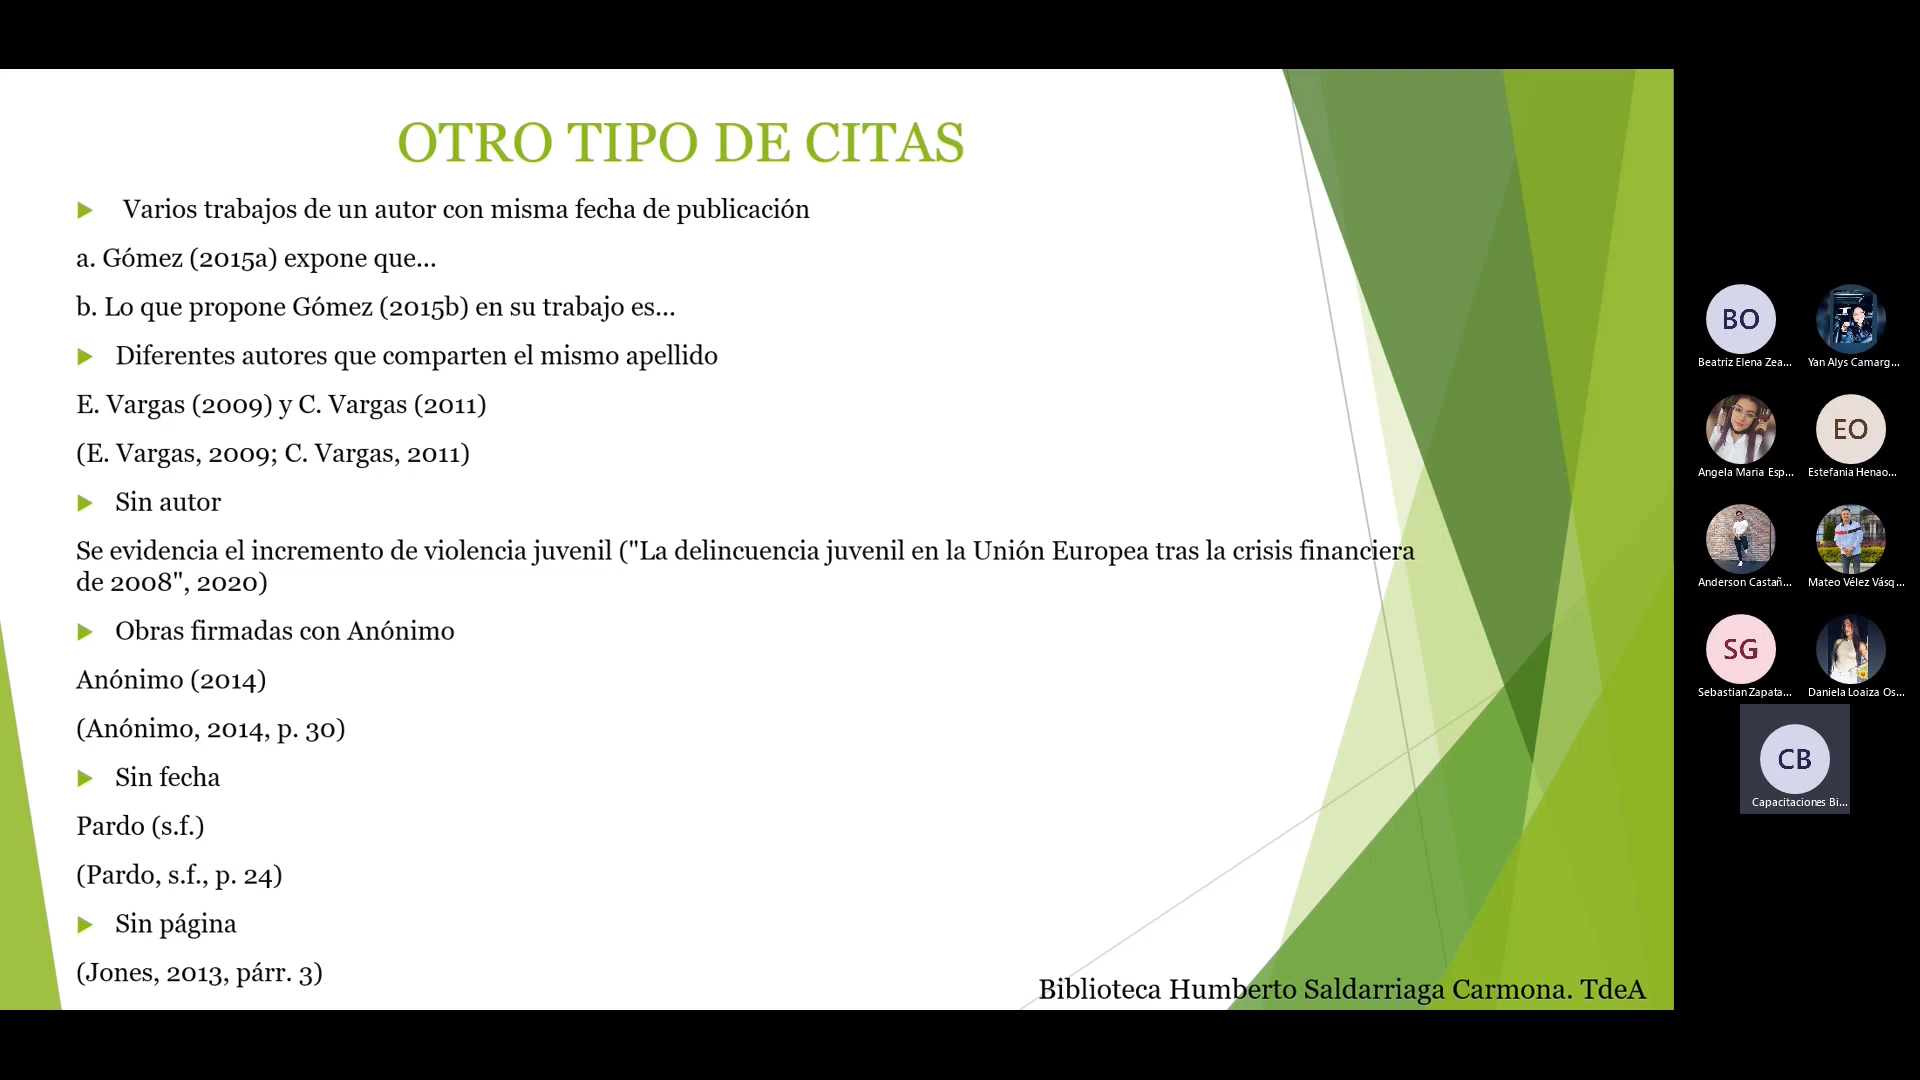 OTRO TIPO DE CITAS
Varios trabajos de un autor con misma fecha de publicación
a. Gómez (2015a) expone que...
b. Lo que propone Gómez (2015b) en su trabajo es...
Diferentes autores que comparten el mismo apellido
E. Vargas (2009) y C. Vargas (2011)
(E. Vargas, 2009; C. Vargas, 2011)
Sin autor
Se evidencia el incremento de violencia juvenil ("La delincuencia juvenil en la Unión Europea tras la crisis financiera
de 2008", 2020)
Obras firmadas con Anónimo
Anónimo (2014)
(Anónimo, 2014, p. 30)
Sin fecha
Pardo (s.f.)
(Pardo, s.f., p. 24)
Sin página
(Jones, 2013, párr. 3)
Biblioteca Humberto Saldarriaga Carmona. TdeA
BO
Beatriz Elena Zea...
Yan Alys Camarg...
Angela María Esp...
EO
Estefania Henao...
Anderson Castañ...
Mateo Vélez Vásq...
SG
Sebastian Zapata...
Daniela Loaiza Os...
CB
Capacitaciones Bi...